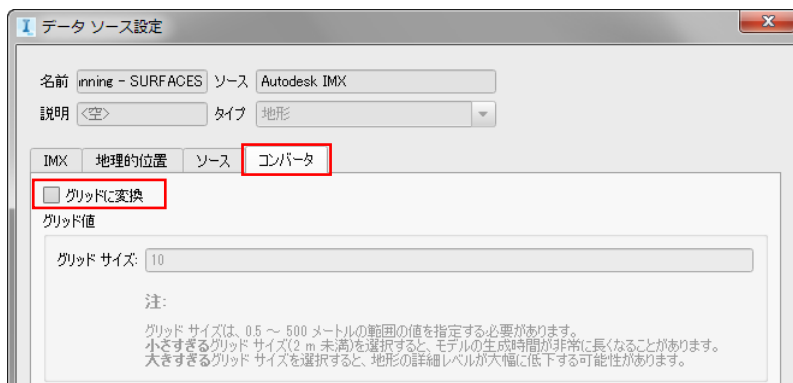 データ ソース設定
名前 inning - SURFACES ソース Autodesk IMX
説明 <空> タイプ 地形
IMX 地理的位置 ソース コンバータ
グリッドに変換
グリッド値
グリッド サイズ: 10
注:
グリッド サイズは、0.5 ～ 500 メートルの範囲の値を指定する必要があります。
小さすぎるグリッド サイズ(2 m 未満)を選択すると、モデルの生成時間が非常に長くなることがあります。
大きすぎるグリッド サイズを選択すると、地形の詳細レベルが大幅に低下する可能性があります。